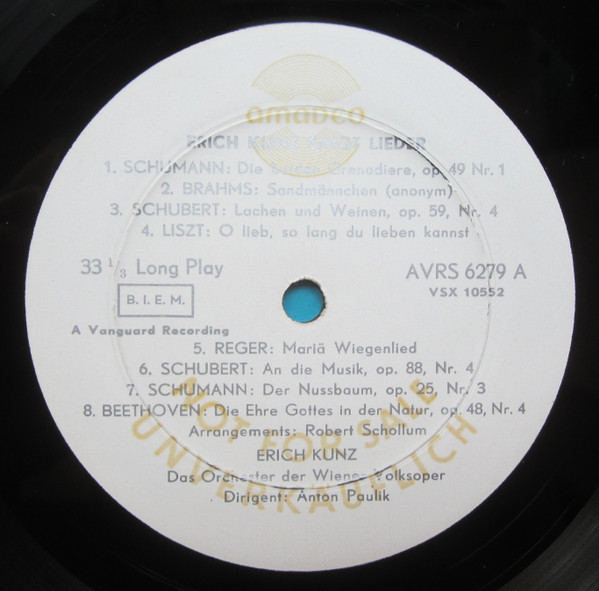 amadeo
ERICH KUNZ SINGT LIEDER
1. SCHUMANN: Die beiden Grenadiere, op. 49 Nr. 1
2. BRAHMS: Sandmännchen (anonym)
3. SCHUBERT: Lachen und Weinen, op. 59, Nr. 4
4. LISZT: O lieb, so lang du lieben kannst
33 1/3 Long Play
AVRS 6279 A
B. I. E. M.
VSX 10552
A Vanguard Recording
5. REGER: Mariä Wiegenlied
6. SCHUBERT: An die Musik, op. 88, Nr. 4
7. SCHUMANN: Der Nussbaum, op. 25, Nr. 3
8. BEETHOVEN: Die Ehre Gottes in der Natur, op. 48, Nr. 4
Arrangements: Robert Schollum
ERICH KUNZ
Das Orchester der Wiener Volksoper
Dirigent: Anton Paulik
NOT FOR SALE
UNVERKÄUFLICH